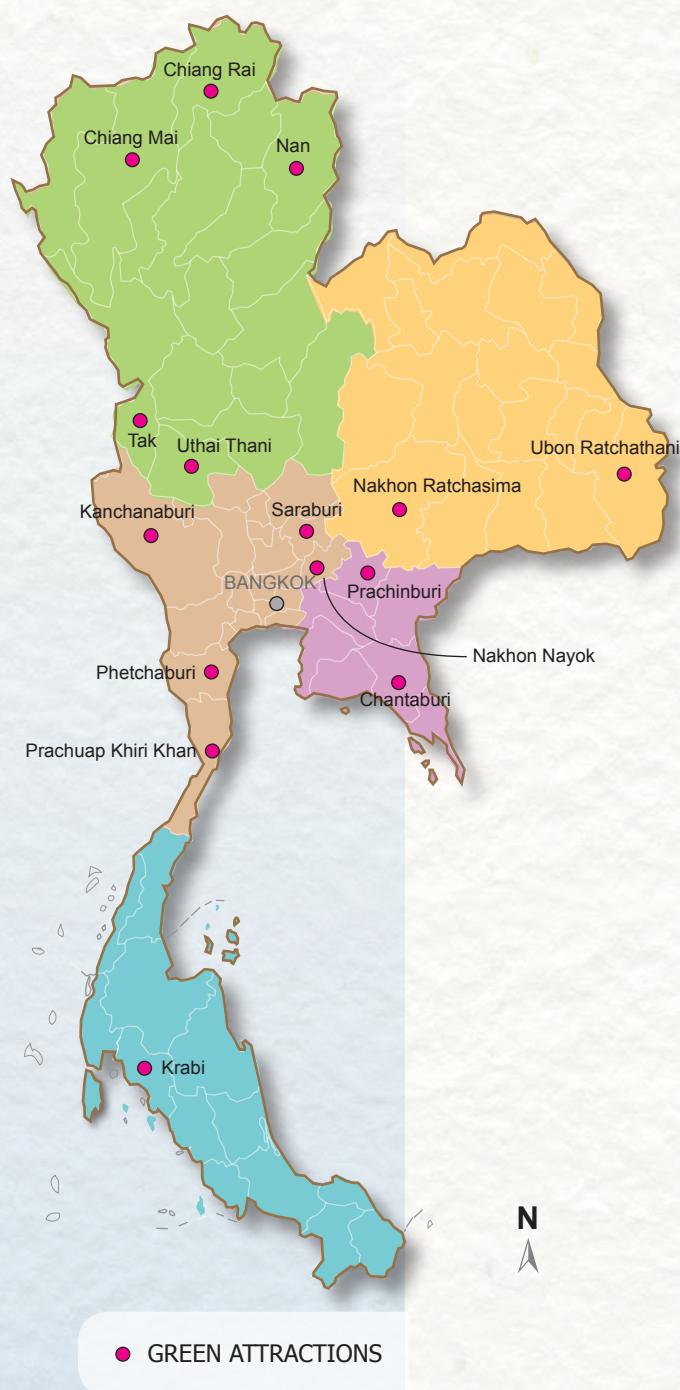 Chiang Rai
Chiang Mai
Nan
Tak
Uthai Thani
Ubon Ratchathani
Nakhon Ratchasima
Kanchanaburi
Saraburi
BANGKOK
Prachinburi
Nakhon Nayok
Phetchaburi
Chantaburi
Prachuap Khiri Khan
Krabi
N
GREEN ATTRACTIONS